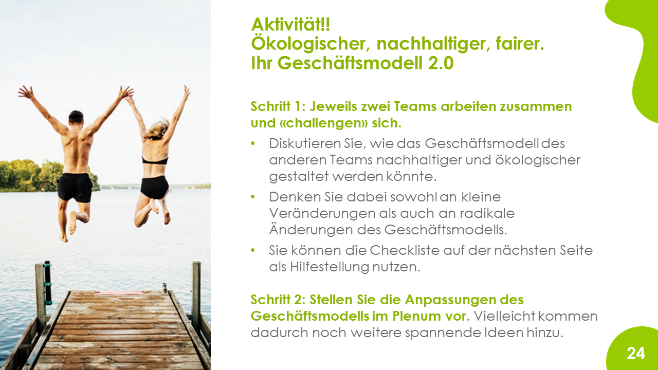 Aktivität!!
Ökologischer, nachhaltiger, fairer.
Ihr Geschäftsmodell 2.0
Schritt 1: Jeweils zwei Teams arbeiten zusammen
und «challengen» sich.
• Diskutieren Sie, wie das Geschäftsmodell des
anderen Teams nachhaltiger und ökologischer
gestaltet werden könnte.
• Denken Sie dabei sowohl an kleine
Veränderungen als auch an radikale
Änderungen des Geschäftsmodells.
• Sie können die Checkliste auf der nächsten Seite
als Hilfestellung nutzen.
Schritt 2: Stellen Sie die Anpassungen des
Geschäftsmodells im Plenum vor. Vielleicht kommen
dadurch noch weitere spannende Ideen hinzu.
24